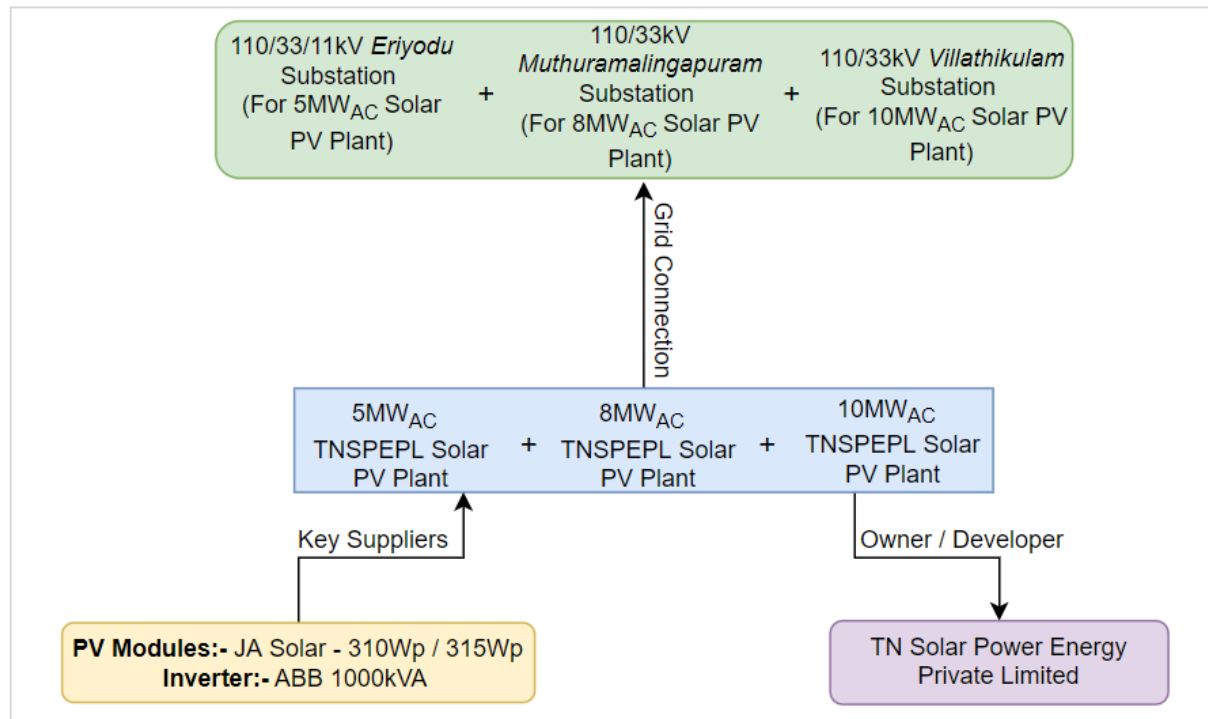 110/33/11kV Eriyodu
Substation
(For 5MWAC Solar
PV Plant)
+
110/33kV
Muthuramalingapuram
Substation
(For 8MWAC Solar PV
Plant)
+
110/33kV Villathikulam
Substation
(For 10MWAC Solar PV
Plant)
Grid Connection
5MWAC
TNSPEPL Solar
PV Plant
+
8MWAC
TNSPEPL Solar
PV Plant
+
10MWAC
TNSPEPL Solar
PV Plant
Key Suppliers
Owner / Developer
PV Modules:- JA Solar - 310Wp / 315Wp
Inverter:- ABB 1000kVA
TN Solar Power Energy
Private Limited